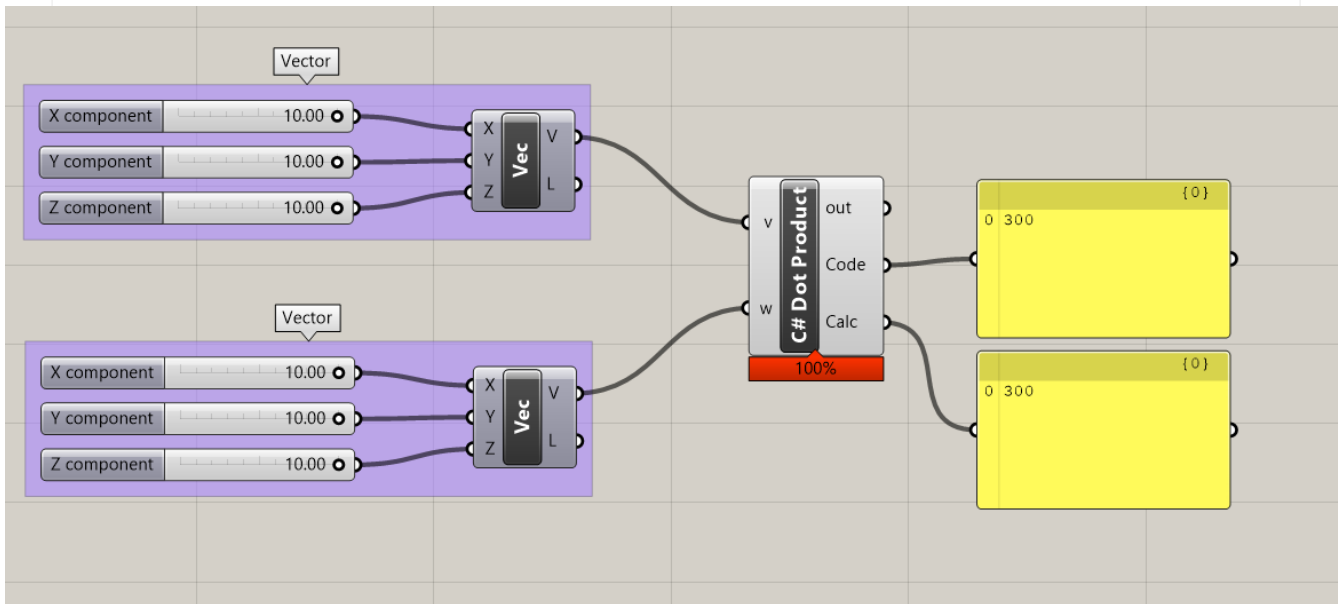 Vector
X component 10.00
Y component 10.00
Z component 10.00
X
Y
Z
Vec
V
L
Vector
X component 10.00
Y component 10.00
Z component 10.00
X
Y
Z
Vec
V
L
v
w
C# Dot Product
out
Code
Calc
100%
{0}
0 300
{0}
0 300